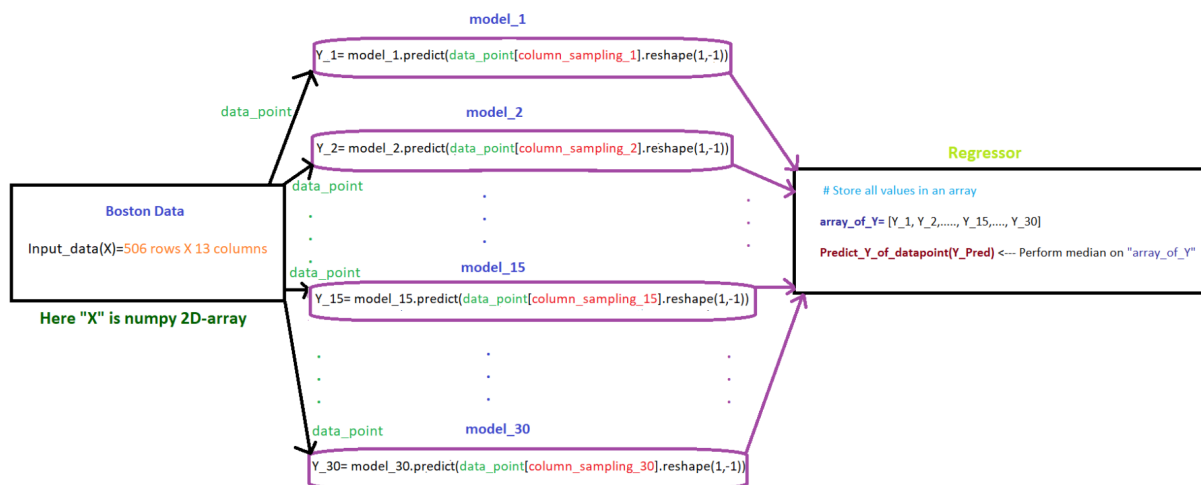 model_1
Y_1= model_1.predict(data_point[column_sampling_1].reshape(1,-1))
data_point
model_2
Y_2= model_2.predict(data_point[column_sampling_2].reshape(1,-1))
data_point
Boston Data
Input_data(X)=506 rows X 13 columns
Here "X" is numpy 2D-array
data_point
model_15
Y_15= model_15.predict(data_point[column_sampling_15].reshape(1,-1))
data_point
model_30
Y_30= model_30.predict(data_point[column_sampling_30].reshape(1,-1))
Regressor
# Store all values in an array
array_of_Y= [Y_1, Y_2,....., Y_15,...., Y_30]
Predict_Y_of_datapoint(Y_Pred) <--- Perform median on "array_of_Y"